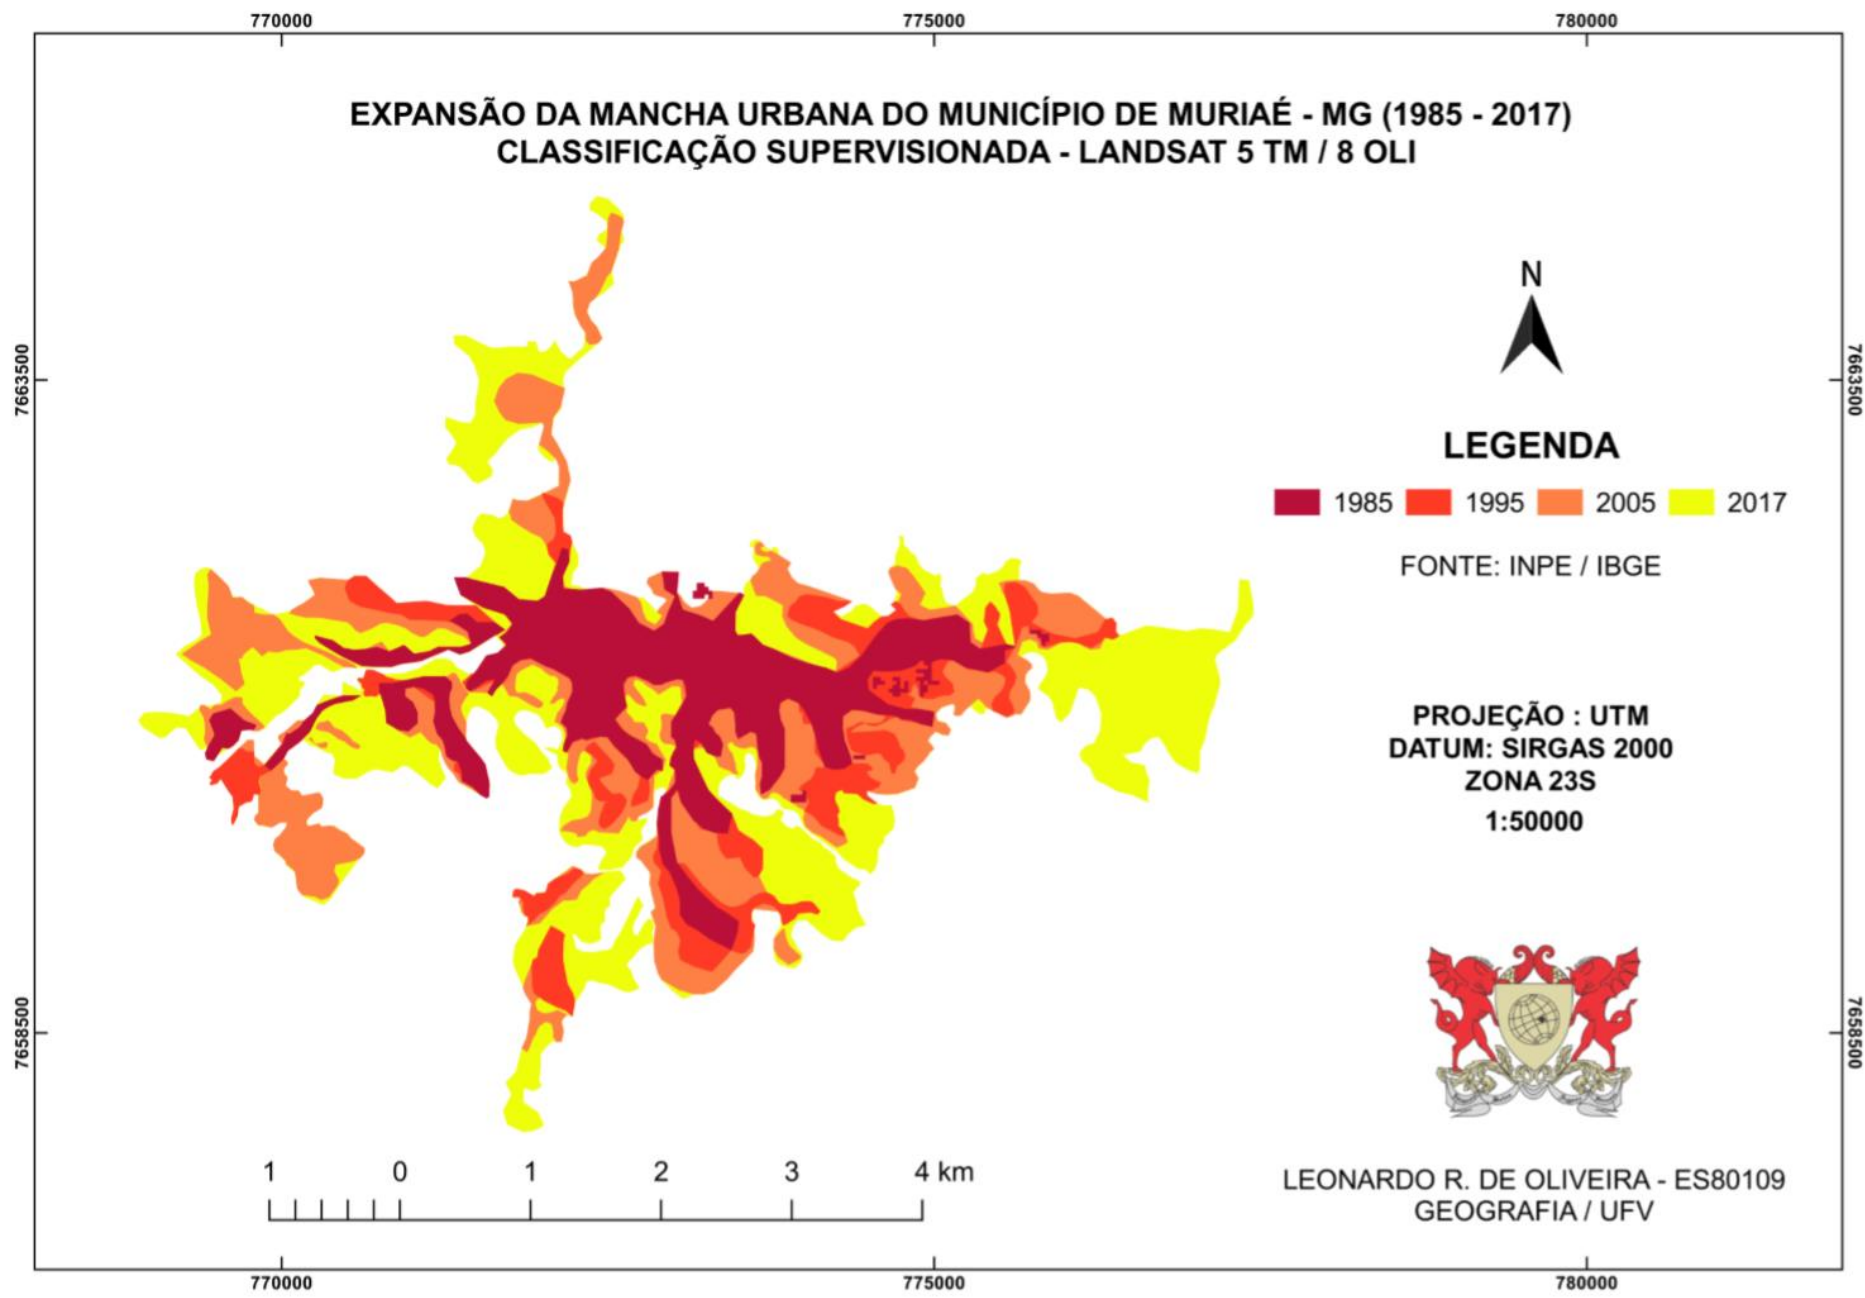 770000 775000 780000
EXPANSÃO DA MANCHA URBANA DO MUNICÍPIO DE MURIAÉ - MG (1985 - 2017)
CLASSIFICAÇÃO SUPERVISIONADA - LANDSAT 5 TM / 8 OLI
N
7663500
7663500
LEGENDA
1985 1995 2005 2017
FONTE: INPE / IBGE
PROJEÇÃO : UTM
DATUM: SIRGAS 2000
ZONA 23S
1:50000
7658500
7658500
1 0 1 2 3 4 km
LEONARDO R. DE OLIVEIRA - ES80109
GEOGRAFIA / UFV
770000 775000 780000